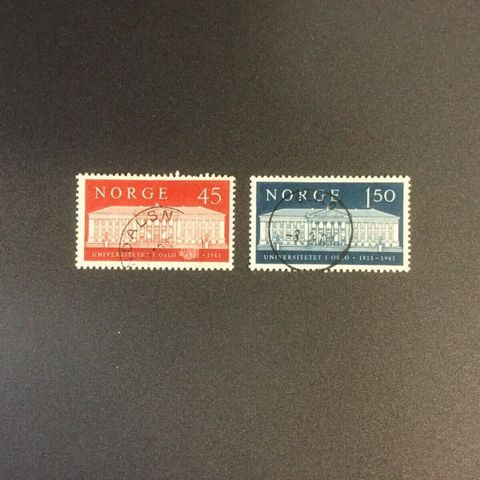 NORGE 45
UNIVERSITETET I OSLO · 1811-1961
NORGE 1.50
UNIVERSITETET I OSLO · 1811-1961